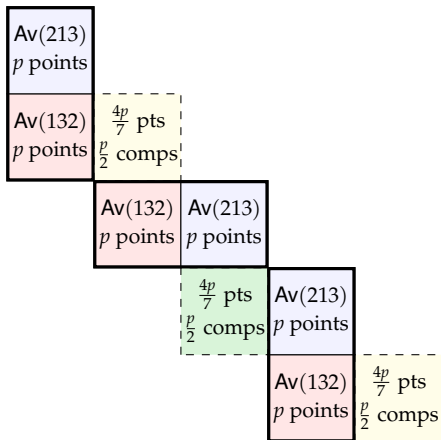 Av(213)
p points
Av(132)
p points
4p/7 pts
p/2 comps
Av(132)
p points
Av(213)
p points
4p/7 pts
p/2 comps
Av(213)
p points
Av(132)
p points
4p/7 pts
p/2 comps